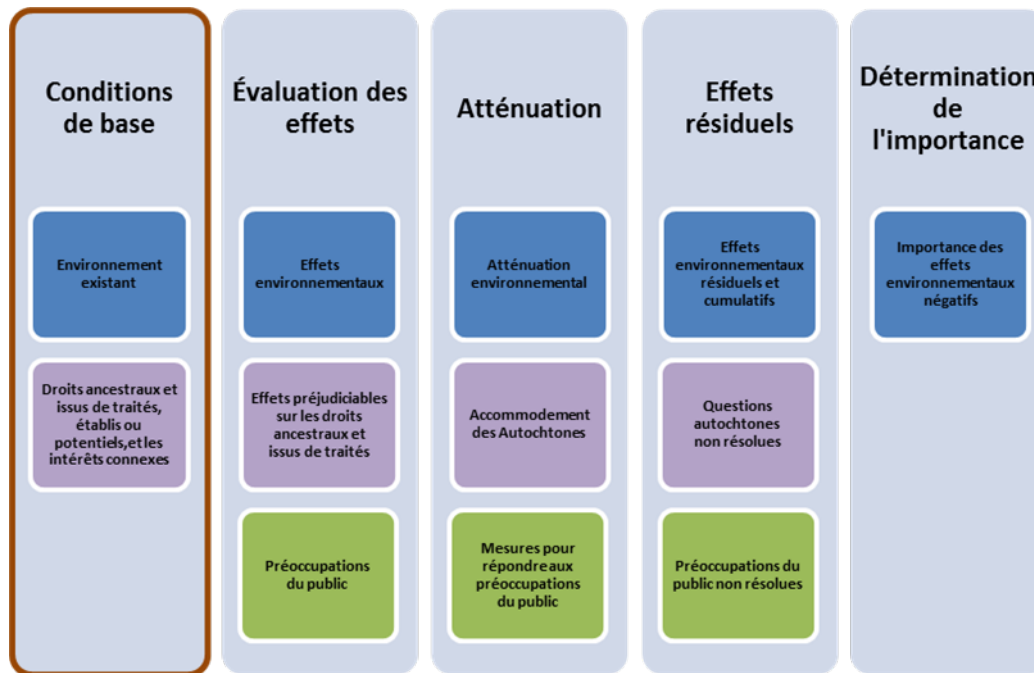 Conditions
de base
Environnement
existant
Droits ancestraux et
issus de traités,
établis ou
potentiels,et les
intérêts connexes
Évaluation des
effets
Effets
environnementaux
Effets préjudiciables
sur les droits
ancestraux et
issus de traités
Préoccupations
du public
Atténuation
Atténuation
environnemental
Accommodement
des Autochtones
Mesures pour
répondre aux
préoccupations
du public
Effets
résiduels
Effets
environnementaux
résiduels et
cumulatifs
Questions
autochtones
non résolues
Préoccupations du
public non résolues
Détermination
de
l'importance
Importance des
effets
environnementaux
négatifs